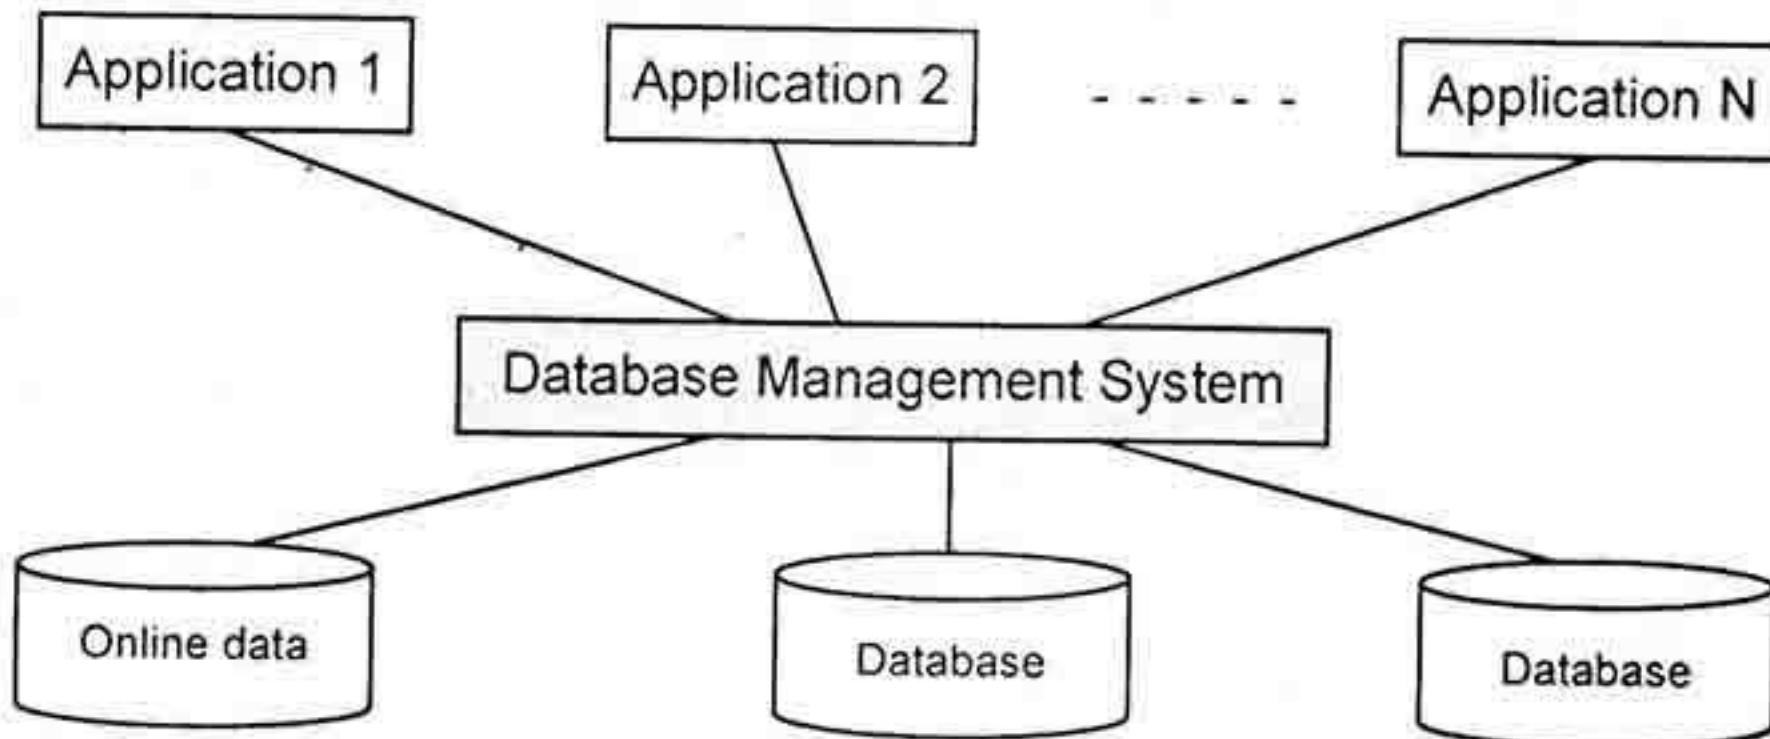 Application 1
Application 2
- - - - -
Application N
Database Management System
Online data
Database
Database